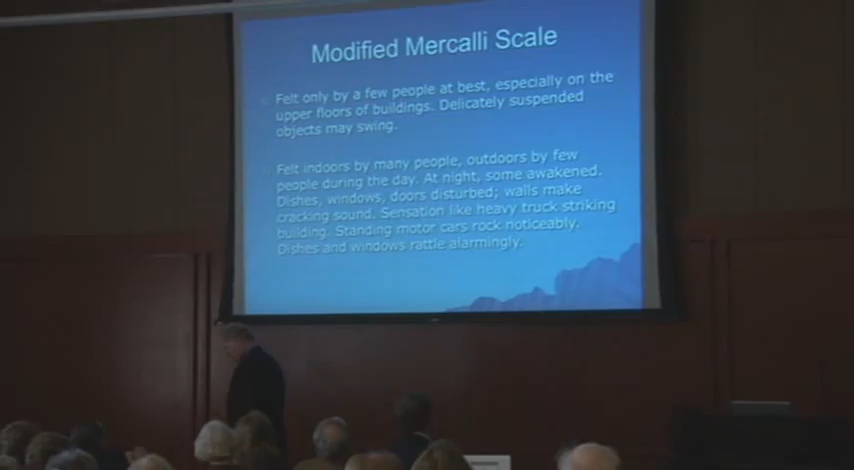 Modified Mercalli Scale
Felt only by a few people at best, especially on the
upper floors of buildings. Delicately suspended
objects may swing.
Felt indoors by many people, outdoors by few
people during the day. At night, some awakened.
Dishes, windows, doors disturbed; walls make
cracking sound. Sensation like heavy truck striking
building. Standing motor cars rock noticeably.
Dishes and windows rattle alarmingly.